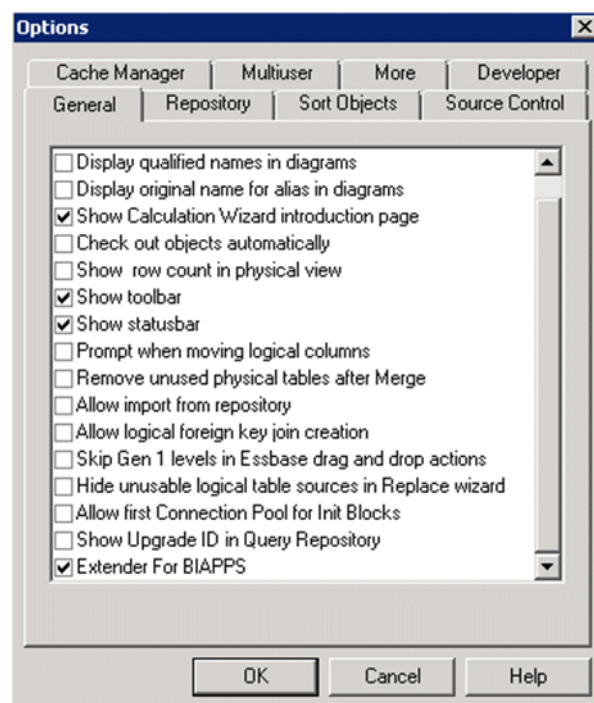 Options
Cache Manager Multiuser More Developer
General Repository Sort Objects Source Control
Display qualified names in diagrams
Display original name for alias in diagrams
Show Calculation Wizard introduction page
Check out objects automatically
Show row count in physical view
Show toolbar
Show statusbar
Prompt when moving logical columns
Remove unused physical tables after Merge
Allow import from repository
Allow logical foreign key join creation
Skip Gen 1 levels in Essbase drag and drop actions
Hide unusable logical table sources in Replace wizard
Allow first Connection Pool for Init Blocks
Show Upgrade ID in Query Repository
Extender For BIAPPS
OK Cancel Help